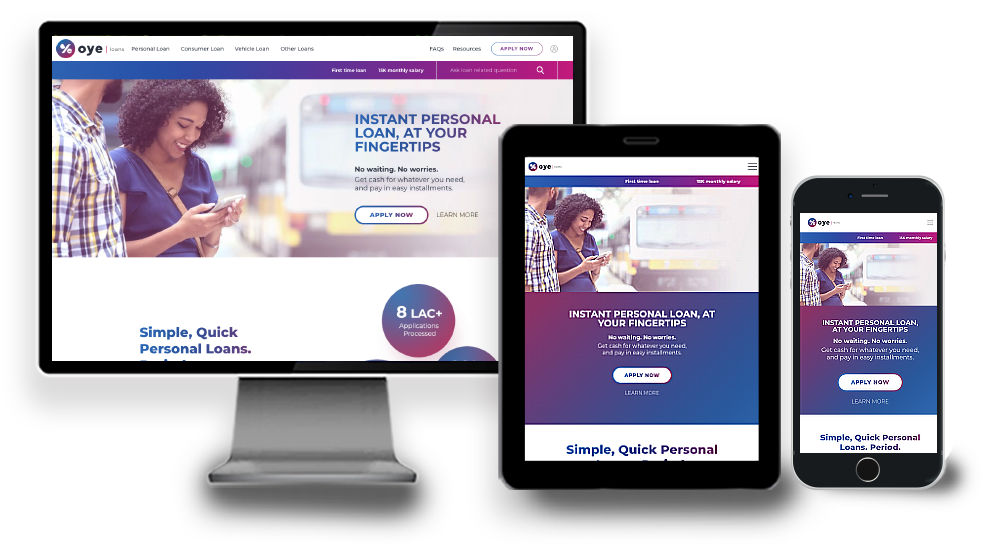 oye | loans
Personal Loan
Consumer Loan
Vehicle Loan
Other Loans
FAQs
Resources
APPLY NOW
First time loan
15K monthly salary
Ask loan related question
INSTANT PERSONAL
LOAN, AT YOUR
FINGERTIPS
No waiting. No worries.
Get cash for whatever you need,
and pay in easy installments.
APPLY NOW
LEARN MORE
8 LAC+
Applications
Processed
Simple, Quick
Personal Loans.
oye | loans
First time loan
15K monthly salary
INSTANT PERSONAL LOAN, AT
YOUR FINGERTIPS
No waiting. No worries.
Get cash for whatever you need,
and pay in easy installments.
APPLY NOW
LEARN MORE
Simple, Quick Personal
oye
First time loan
15K monthly salary
INSTANT PERSONAL LOAN,
AT YOUR FINGERTIPS
No waiting. No worries.
Get cash for whatever you need,
and pay in easy installments.
APPLY NOW
LEARN MORE
Simple, Quick Personal
Loans. Period.